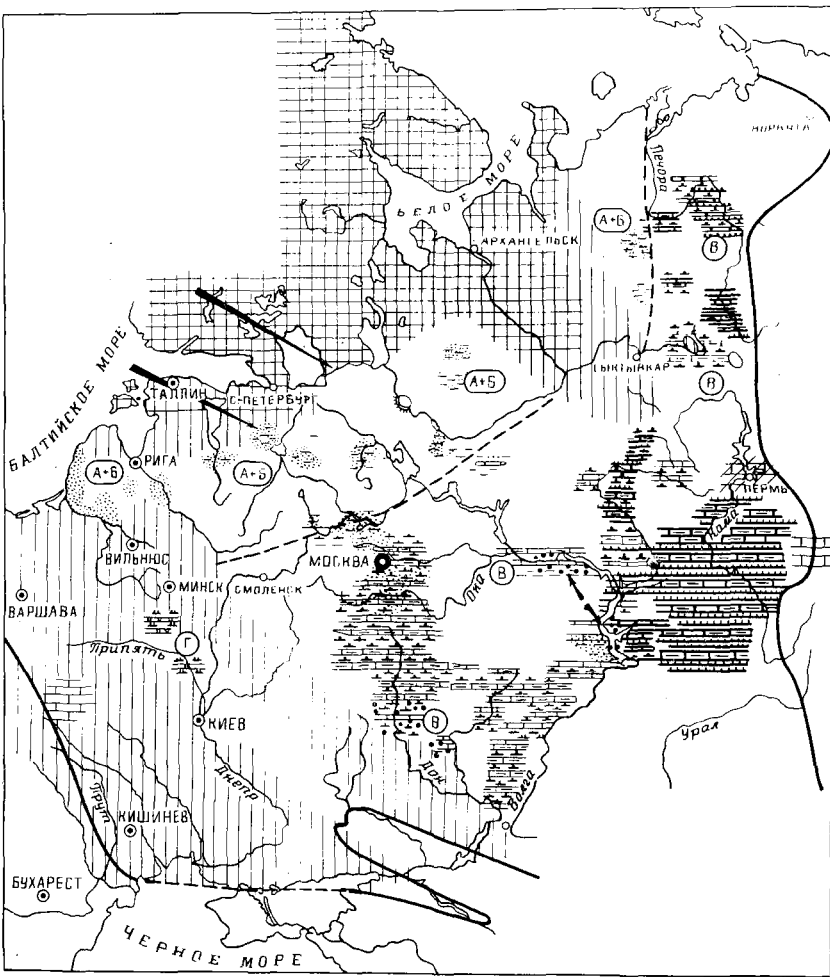 ВОРКУТА
Печора
БЕЛОЕ МОРЕ
А+Б
АРХАНГЕЛЬСК
В
БАЛТИЙСКОЕ МОРЕ
А+Б
СЫКТЫВКАР
В
ТАЛЛИН
С-ПЕТЕРБУРГ
РИГА
А+Б
А+Б
ПЕРМЬ
Кама
ВИЛЬНЮС
МОСКВА
Ока
В
МИНСК
СМОЛЕНСК
ВАРШАВА
Г
Припять
КИЕВ
В
Урал
Дон
Волга
Днепр
Прут
КИШИНЕВ
БУХАРЕСТ
ЧЕРНОЕ МОРЕ